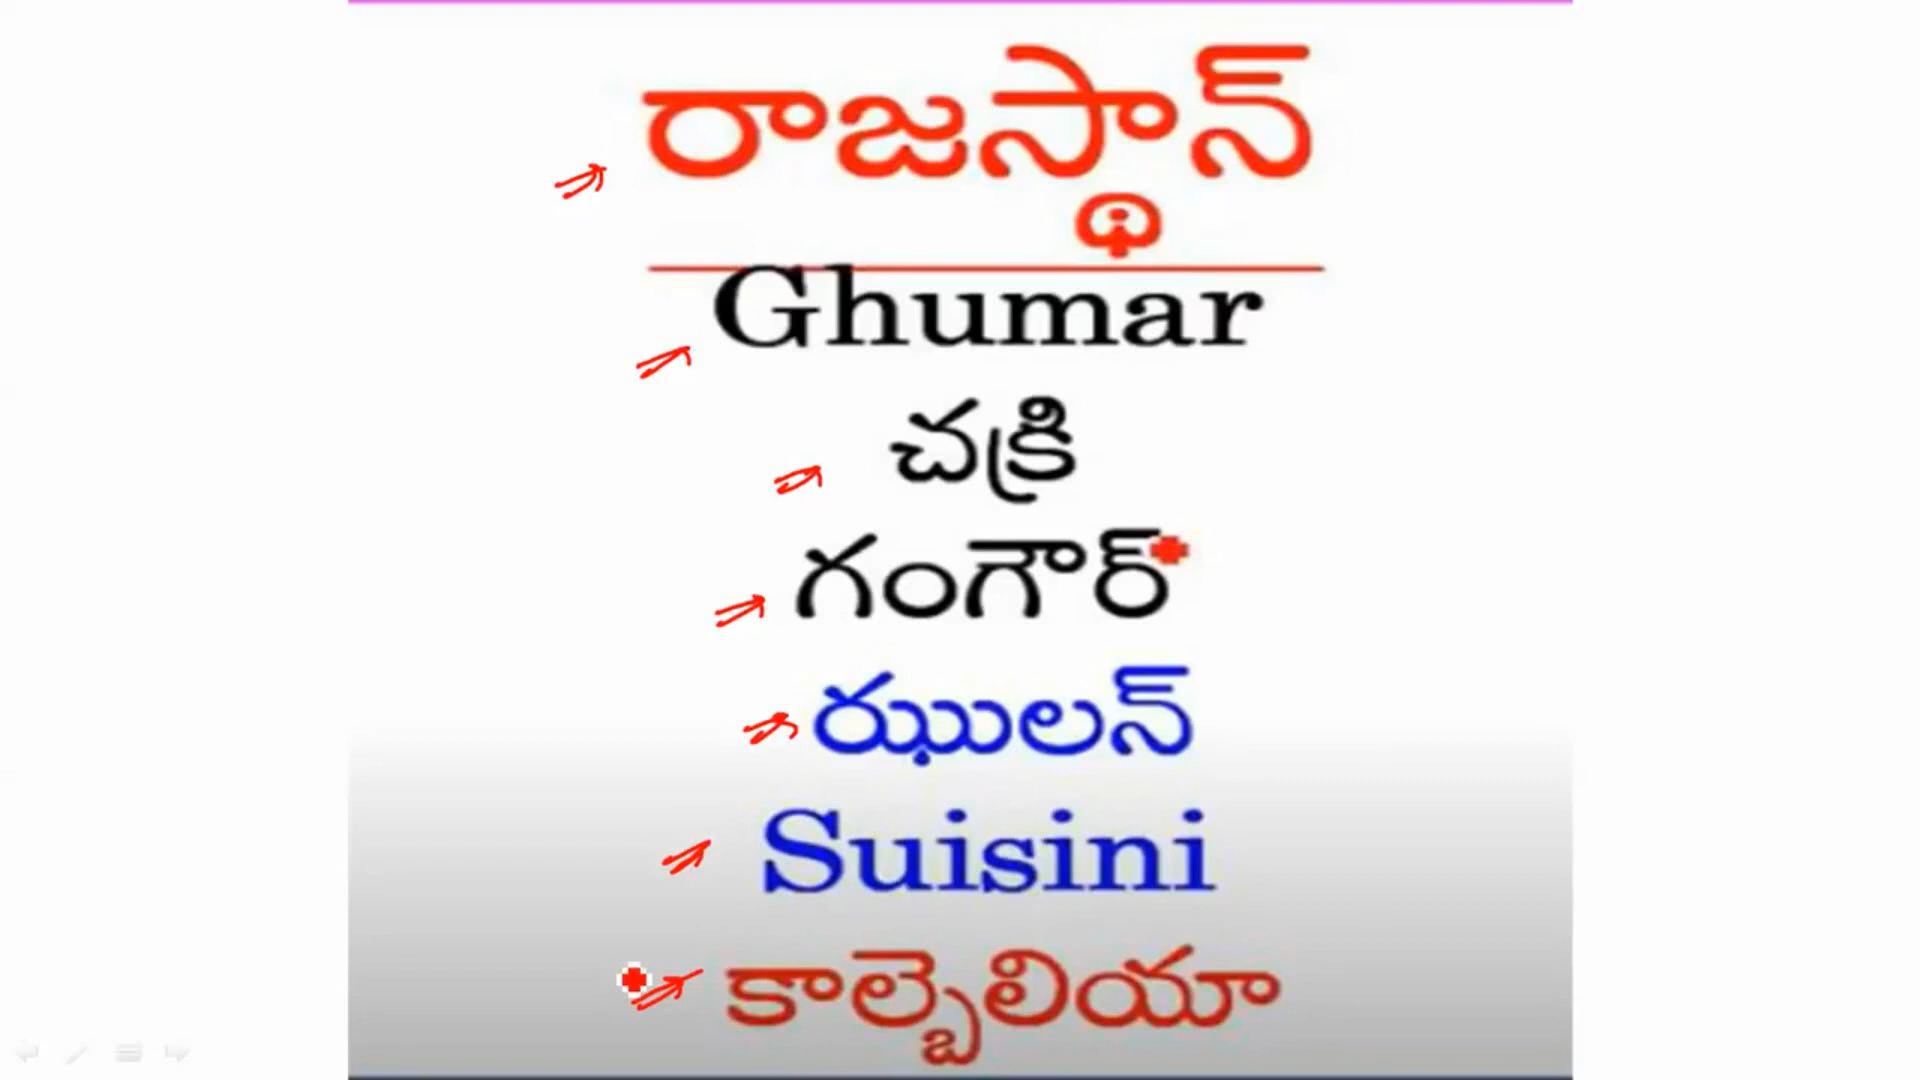 రాజస్థాన్
Ghumar
చక్రి
గంగౌర్
ఝులన్
Suisini
కాల్బెలియా